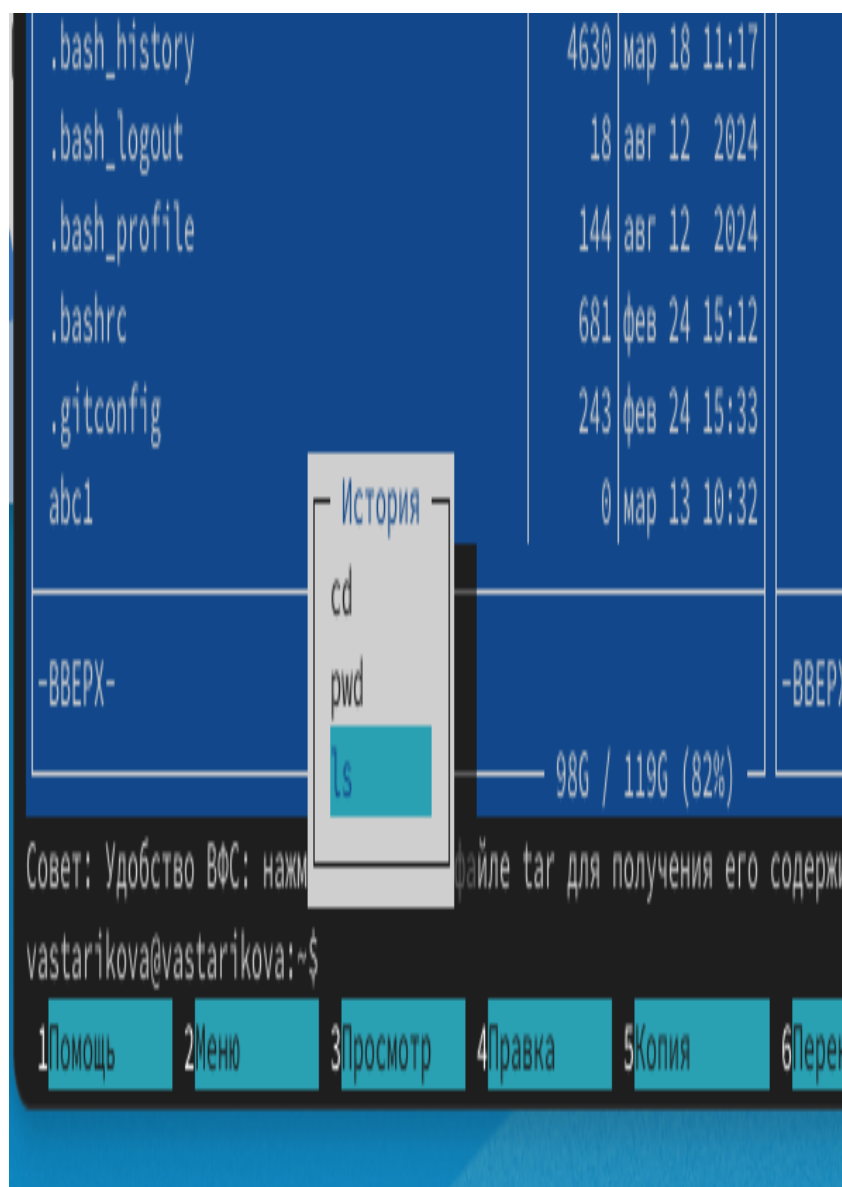 .bash_history 4630 мар 18 11:17
.bash_logout 18 авг 12 2024
.bash_profile 144 авг 12 2024
.bashrc 681 фев 24 15:12
.gitconfig 243 фев 24 15:33
abc1 0 мар 13 10:32
История
cd
pwd
ls
-ВВЕРХ- -ВВЕРХ
98G / 119G (82%)
Совет: Удобство ВФС: нажм файле tar для получения его содержи
vastarikova@vastarikova:~$
1Помощь 2Меню 3Просмотр 4Правка 5Копия 6Перен